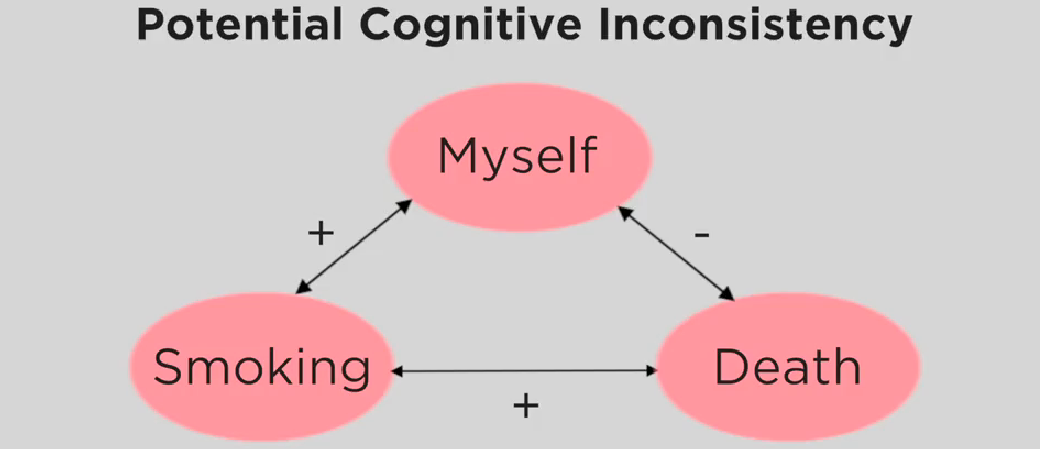 Potential Cognitive Inconsistency
Myself
+
-
Smoking
Death
+